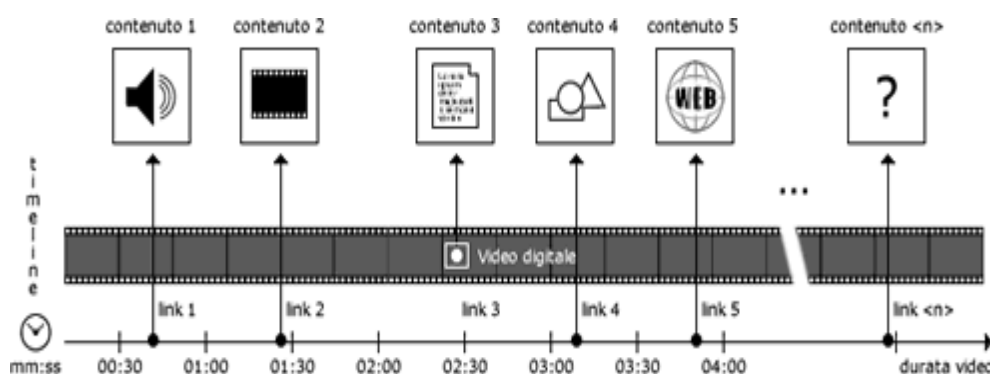 contenuto 1 contenuto 2 contenuto 3 contenuto 4 contenuto 5 contenuto <n>
WEB ?
...
timeline
Video digitale
link 1 link 2 link 3 link 4 link 5 link <n>
mm:ss 00:30 01:00 01:30 02:00 02:30 03:00 03:30 04:00 durata video